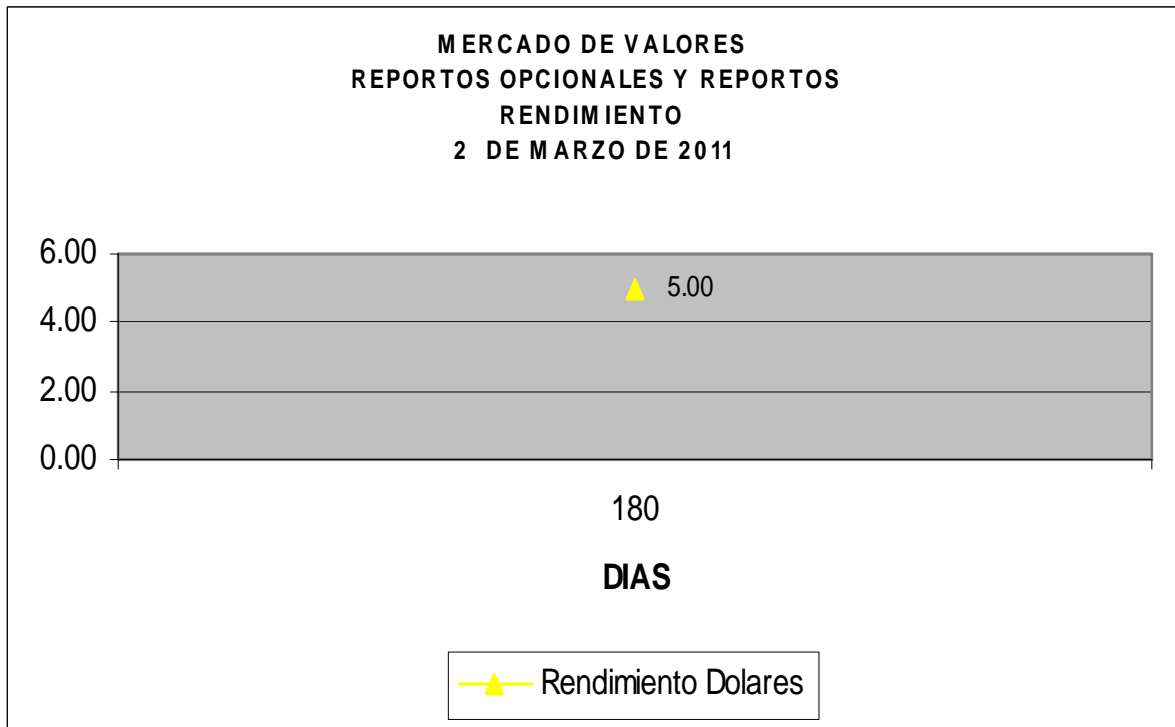 MERCADO DE VALORES
REPORTOS OPCIONALES Y REPORTOS
RENDIMIENTO
2 DE MARZO DE 2011
6.00
5.00
4.00
2.00
0.00
180
DIAS
Rendimiento Dolares